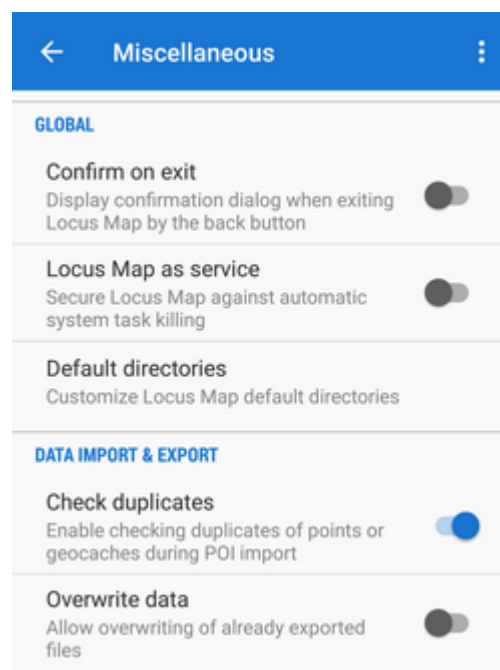 Miscellaneous
GLOBAL
Confirm on exit
Display confirmation dialog when exiting
Locus Map by the back button
Locus Map as service
Secure Locus Map against automatic
system task killing
Default directories
Customize Locus Map default directories
DATA IMPORT & EXPORT
Check duplicates
Enable checking duplicates of points or
geocaches during POI import
Overwrite data
Allow overwriting of already exported
files